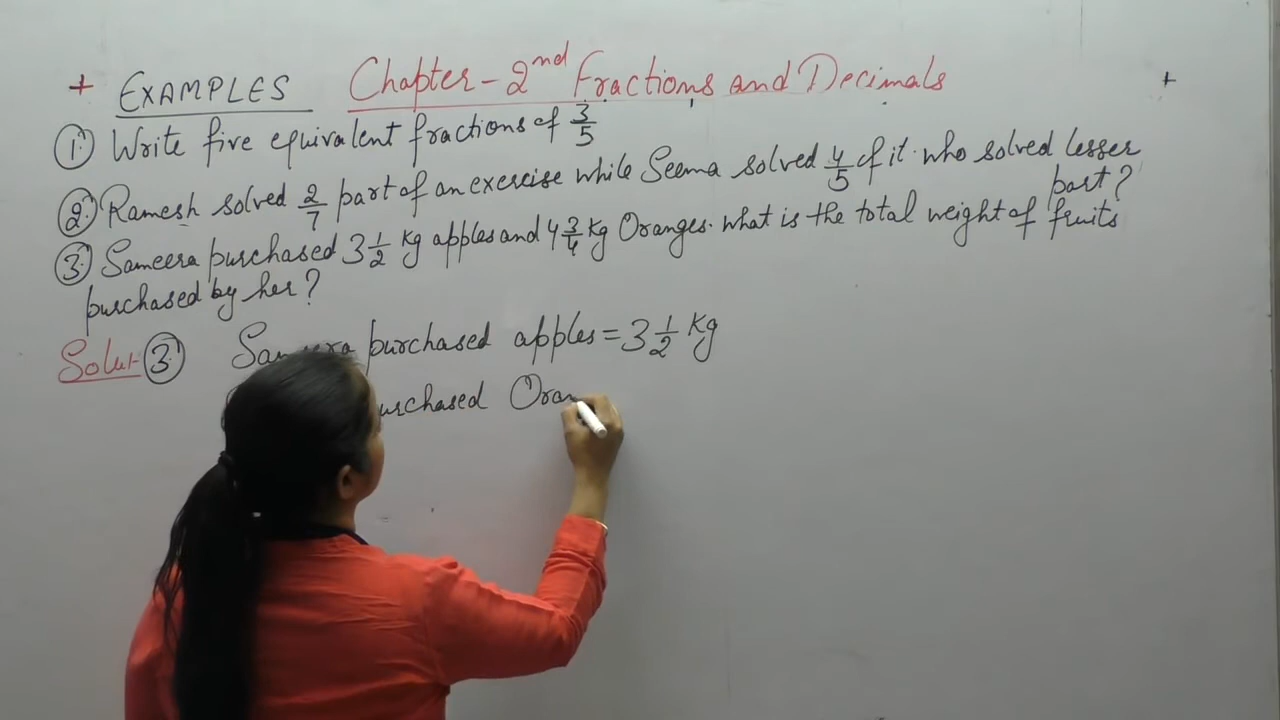 + EXAMPLES Chapter - 2nd Fractions and Decimals +
① Write five equivalent fractions of 3/5
② Ramesh solved 2/7 part of an exercise while Seema solved 4/5 of it. who solved lesser part?
③ Sameera purchased 3 1/2 Kg apples and 4 3/4 kg Oranges. what is the total weight of fruits
purchased by her?
Solut- ③ Sameera purchased apples = 3 1/2 Kg
purchased Oran